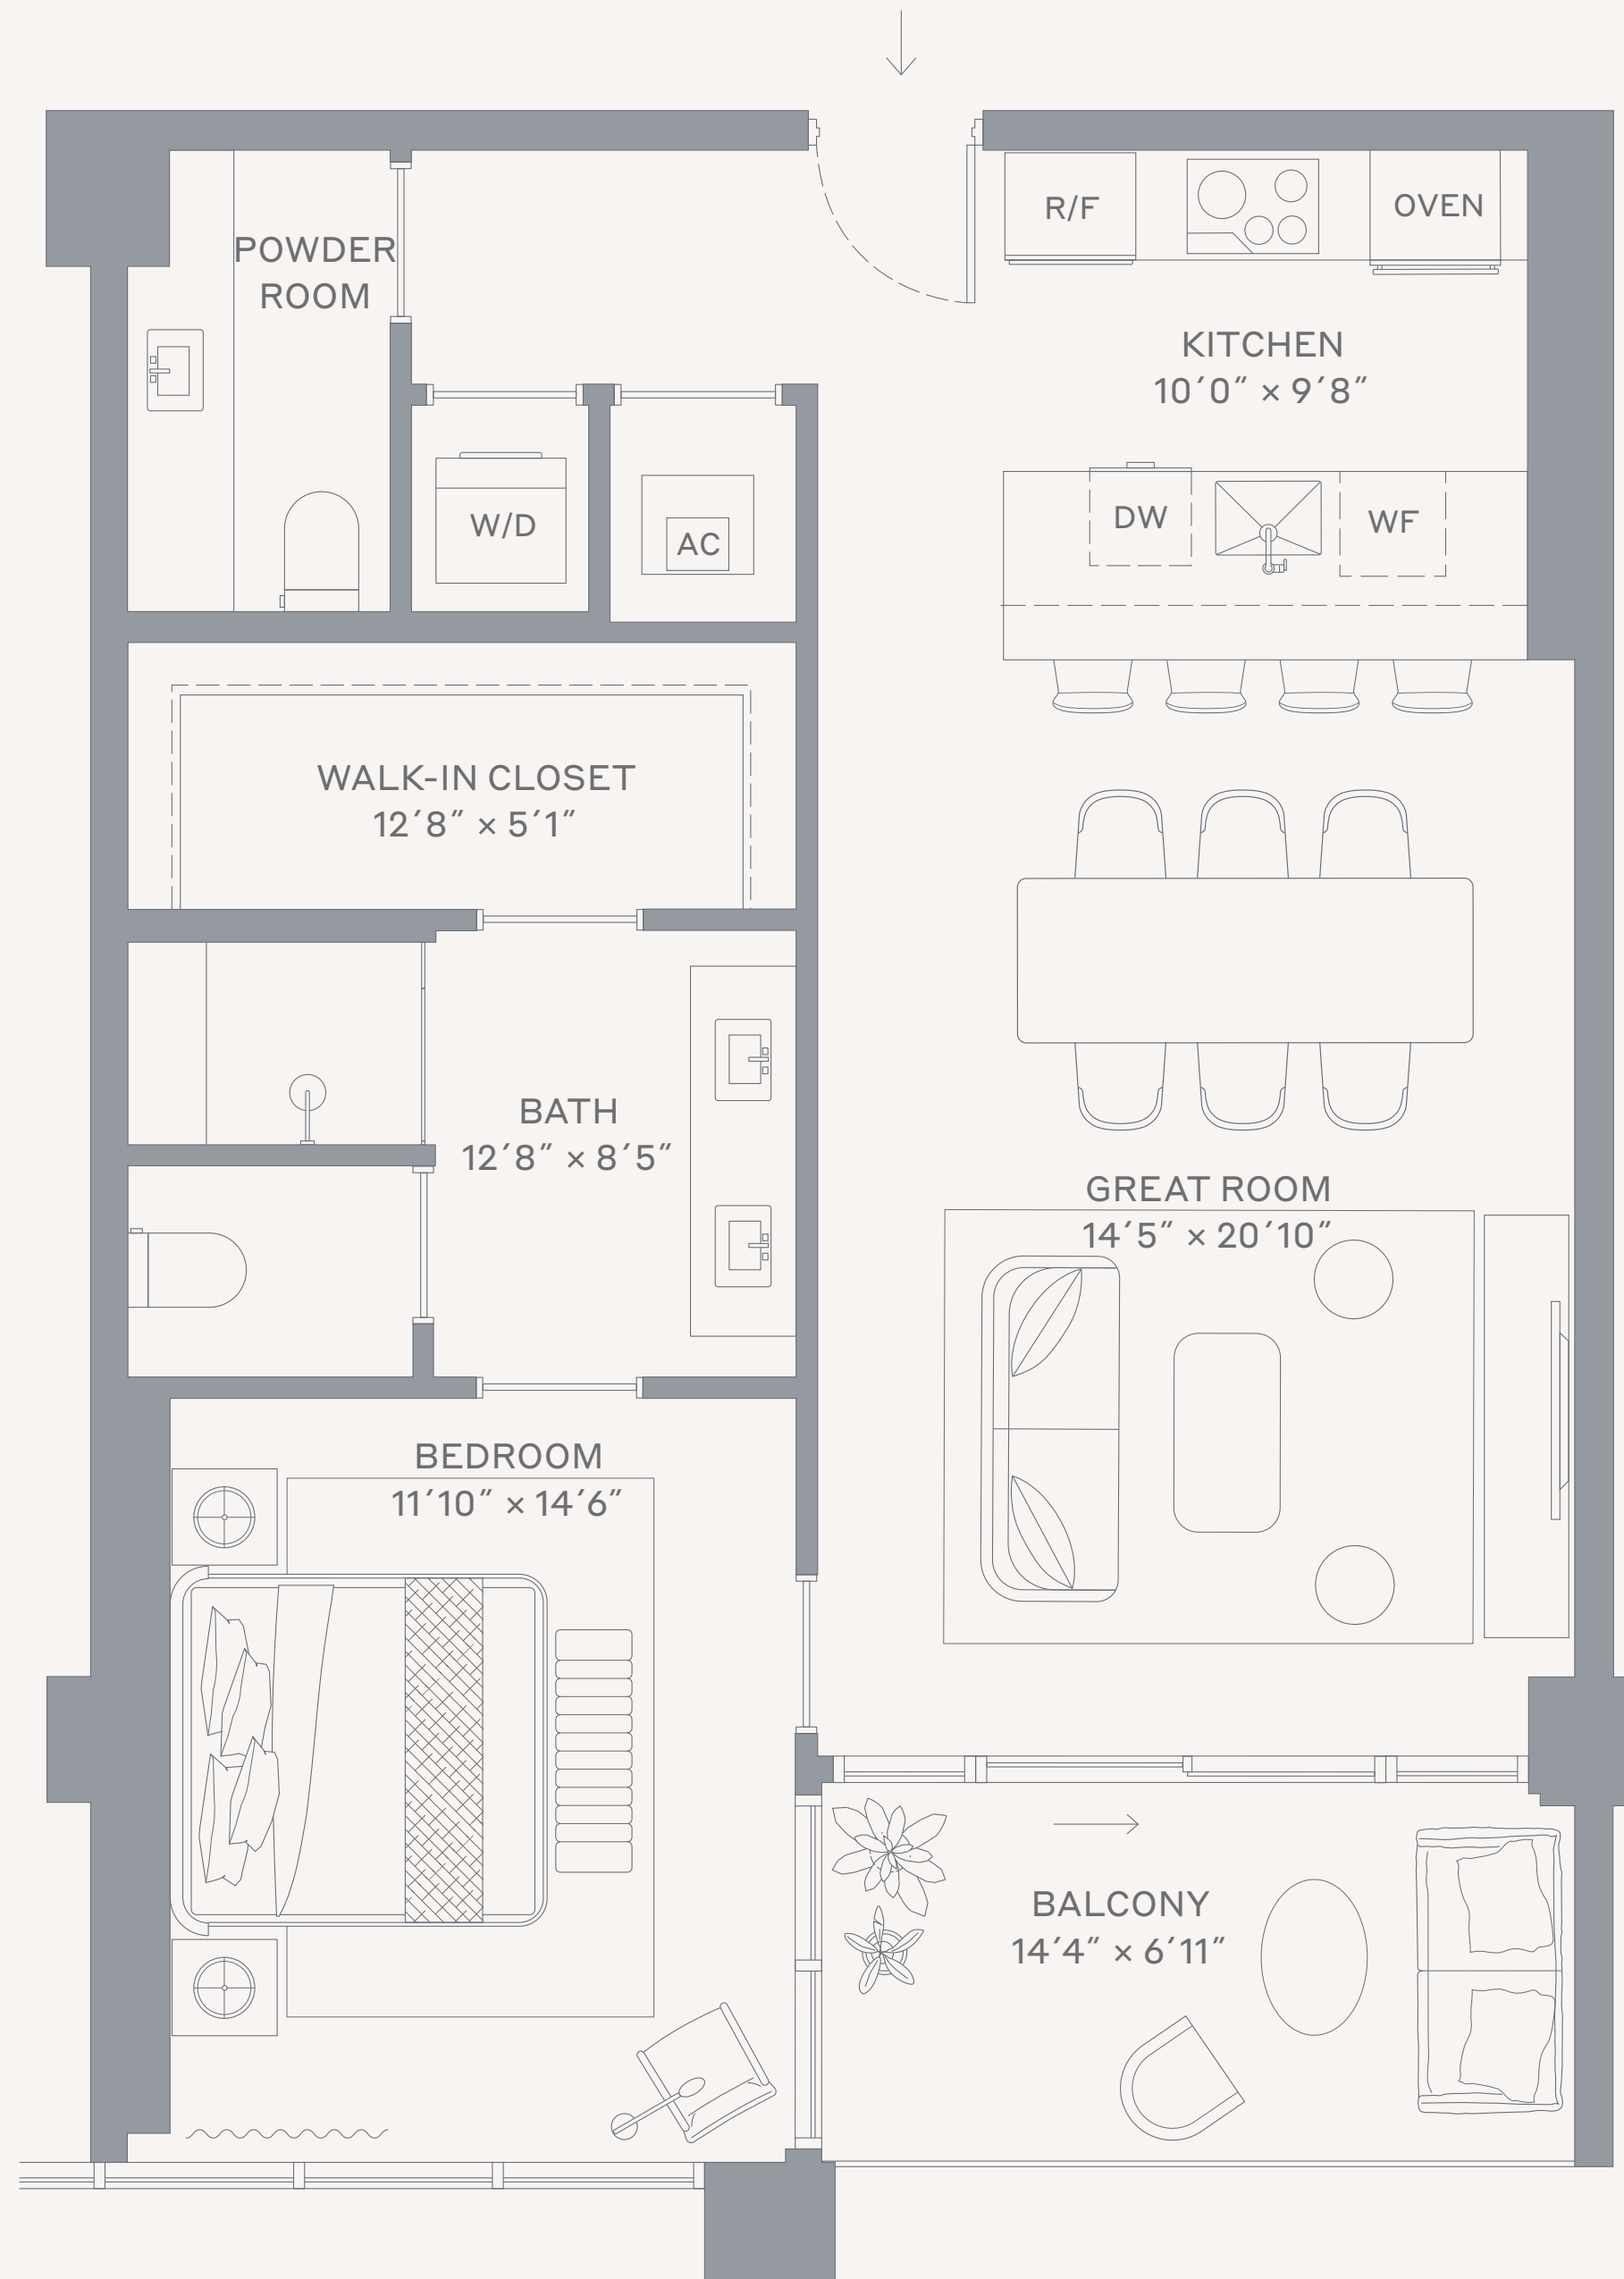 POWDER
ROOM
R/F
OVEN
KITCHEN
10′0″ × 9′8″
W/D
AC
DW
WF
WALK-IN CLOSET
12′8″ × 5′1″
BATH
12′8″ × 8′5″
GREAT ROOM
14′5″ × 20′10″
BEDROOM
11′10″ × 14′6″
BALCONY
14′4″ × 6′11″